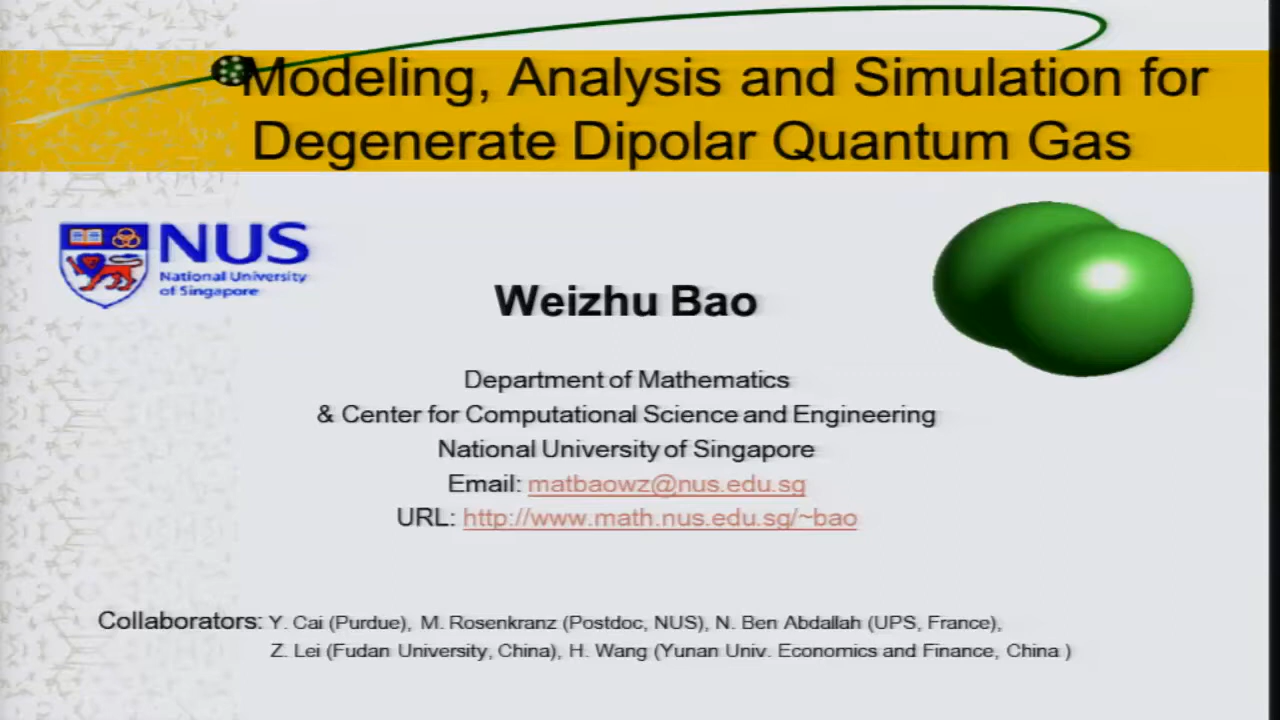 Modeling, Analysis and Simulation for
Degenerate Dipolar Quantum Gas
NUS
National University
of Singapore
Weizhu Bao
Department of Mathematics
& Center for Computational Science and Engineering
National University of Singapore
Email: matbaowz@nus.edu.sg
URL: http://www.math.nus.edu.sg/~bao
Collaborators: Y. Cai (Purdue), M. Rosenkranz (Postdoc, NUS), N. Ben Abdallah (UPS, France),
Z. Lei (Fudan University, China), H. Wang (Yunan Univ. Economics and Finance, China )